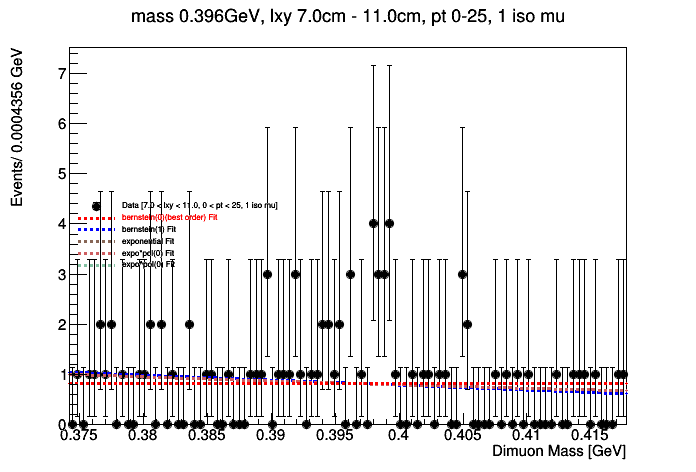 mass 0.396GeV, lxy 7.0cm - 11.0cm, pt 0-25, 1 iso mu
Events/ 0.0004356 GeV
7
6
5
4
3
2
1
0
Data [7.0 < lxy < 11.0, 0 < pt < 25, 1 iso mu]
bernstein(0)(best order) Fit
bernstein(1) Fit
exponential Fit
expo*pol(0) Fit
expo*pol(0) Fit
0.375 0.38 0.385 0.39 0.395 0.4 0.405 0.41 0.415
Dimuon Mass [GeV]